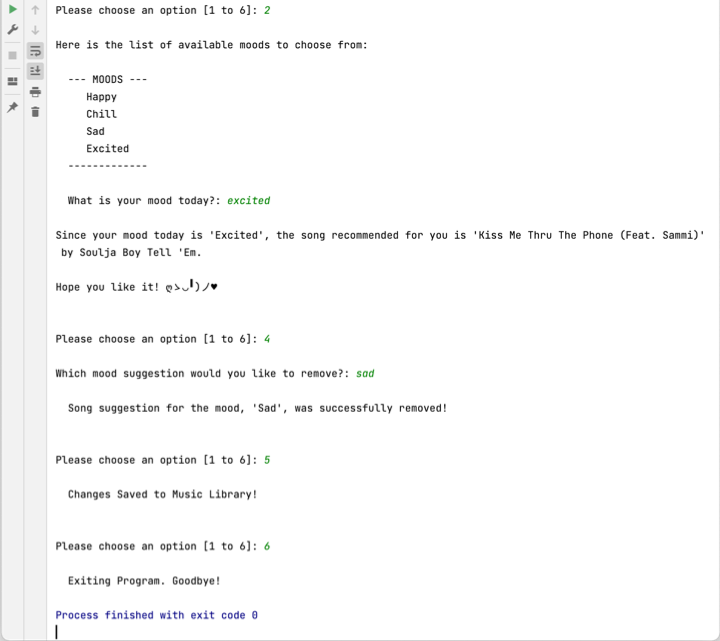 Please choose an option [1 to 6]: 2
Here is the list of available moods to choose from:
--- MOODS ---
Happy
Chill
Sad
Excited
-------------
What is your mood today?: excited
Since your mood today is 'Excited', the song recommended for you is 'Kiss Me Thru The Phone (Feat. Sammi)'
by Soulja Boy Tell 'Em.
Hope you like it! ღゝ◡╹)ノ♥
Please choose an option [1 to 6]: 4
Which mood suggestion would you like to remove?: sad
Song suggestion for the mood, 'Sad', was successfully removed!
Please choose an option [1 to 6]: 5
Changes Saved to Music Library!
Please choose an option [1 to 6]: 6
Exiting Program. Goodbye!
Process finished with exit code 0